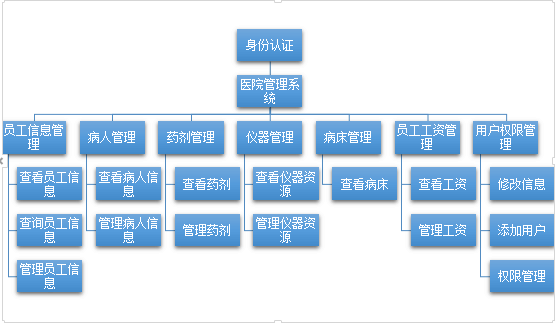 身份认证
医院管理系
统
员工信息管
理
病人管理
药剂管理
仪器管理
病床管理
员工工资管
理
用户权限管
理
查看员工信
息
查看病人信
息
查看药剂
查看仪器资
源
查看病床
查看工资
修改信息
查询员工信
息
管理病人信
息
管理药剂
管理仪器资
源
管理工资
添加用户
管理员工信
息
权限管理